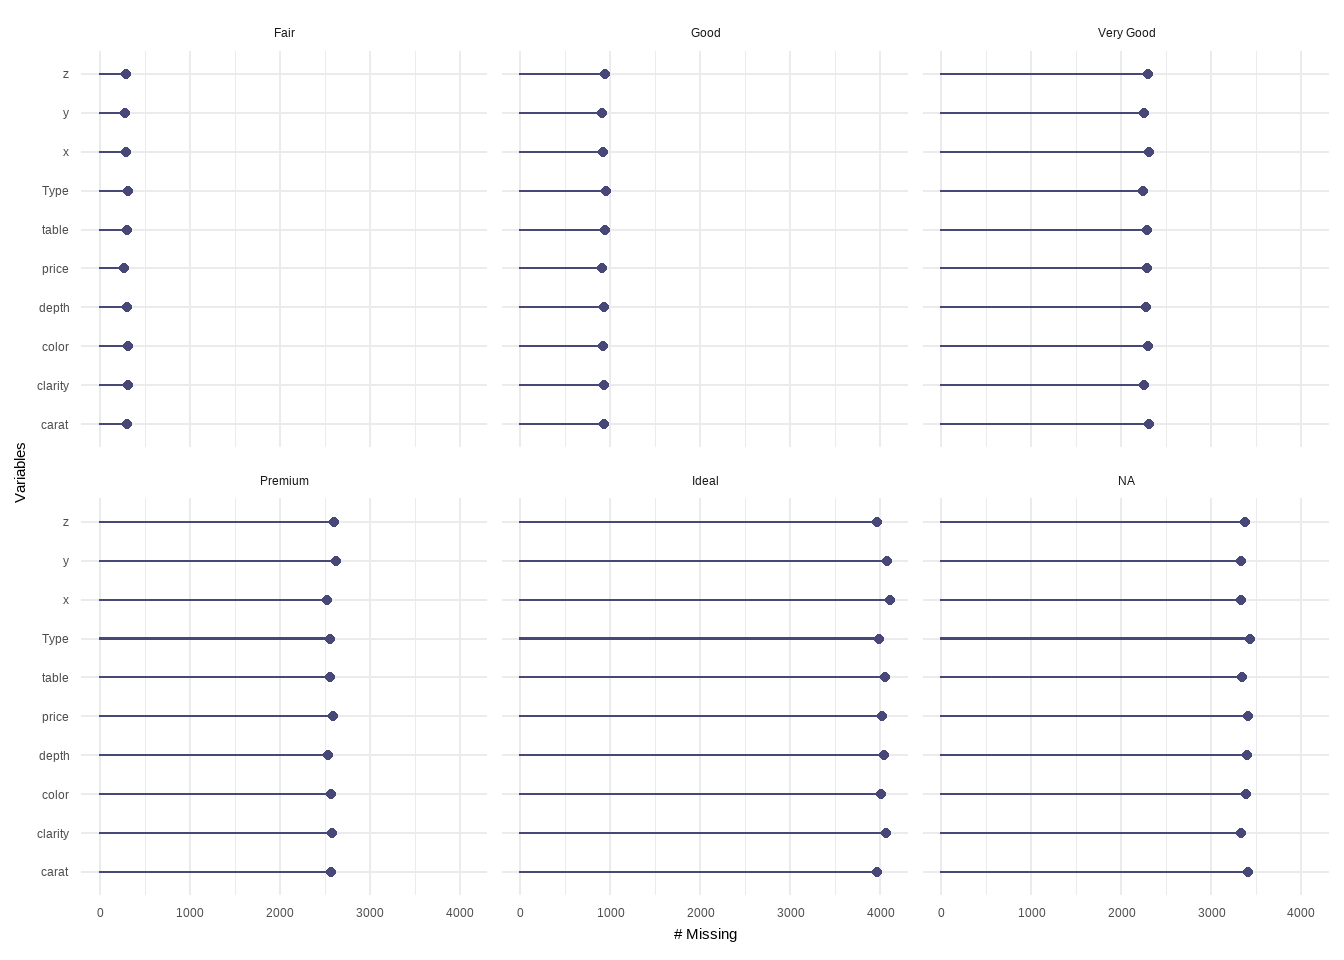 Fair
Good
Very Good
z
y
x
Type
table
price
depth
color
clarity
carat
Variables
Premium
Ideal
NA
z
y
x
Type
table
price
depth
color
clarity
carat
0 1000 2000 3000 4000
0 1000 2000 3000 4000
0 1000 2000 3000 4000
# Missing